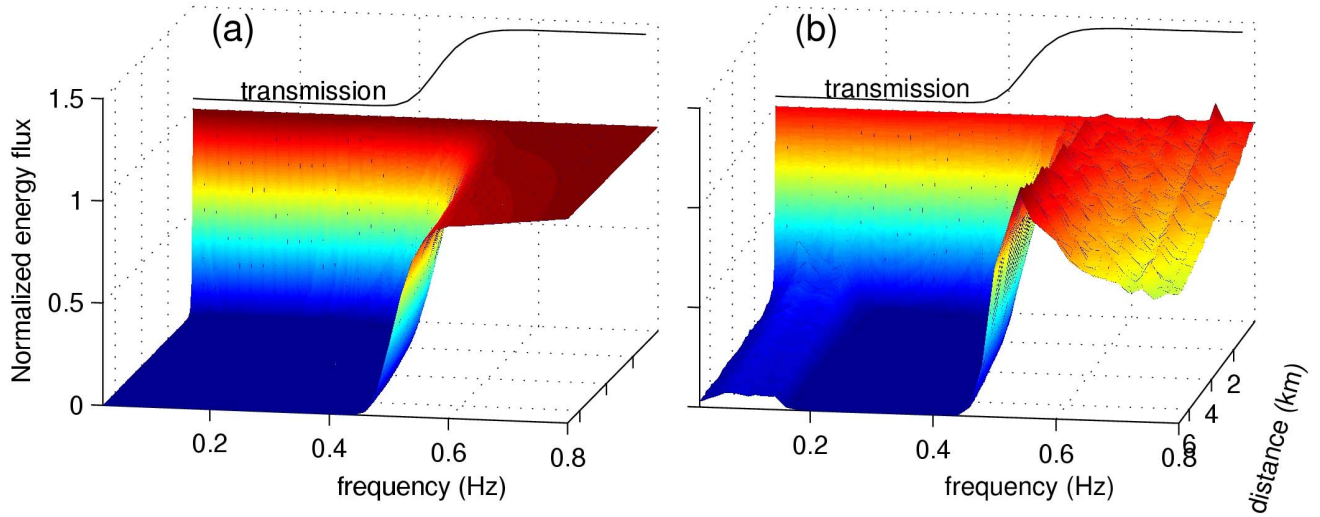 (a)
(b)
transmission
transmission
1.5
1
0.5
0
Normalized energy flux
0.2
0.4
0.6
0.8
frequency (Hz)
0.2
0.4
0.6
0.8
frequency (Hz)
2
4
6
distance (km)